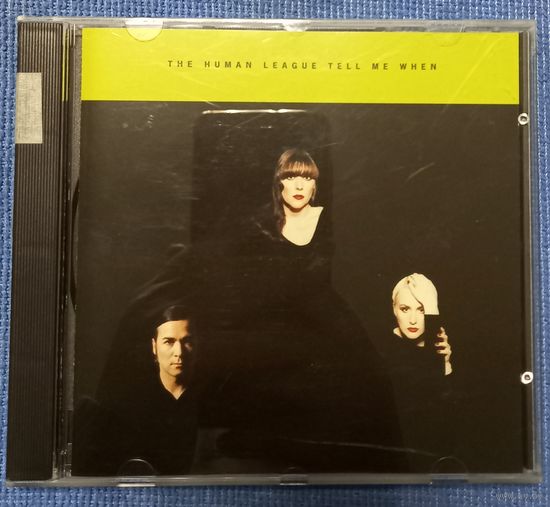 THE HUMAN LEAGUE TELL ME WHEN